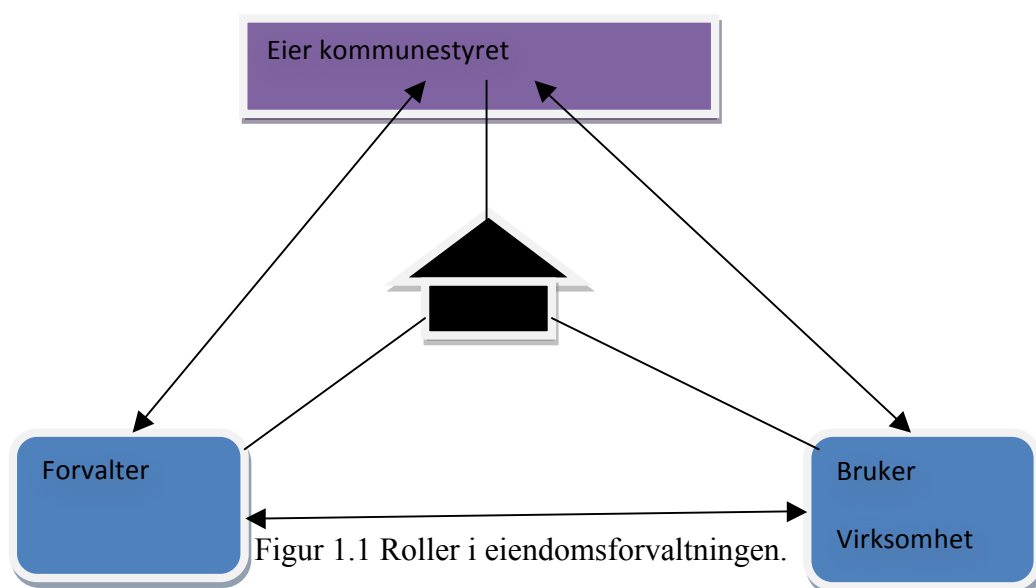 Eier kommunestyret
Forvalter
Bruker
Virksomhet
Figur 1.1 Roller i eiendomsforvaltningen.